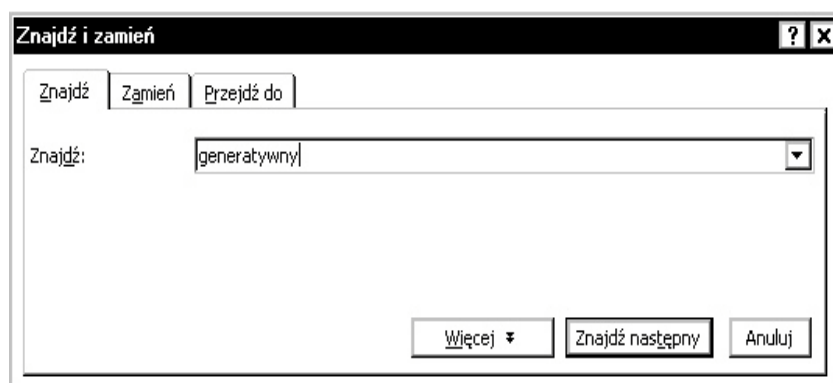 Znajdź i zamień ? X
Znajdź Zamień Przejdź do
Znajdź: generatywny
Więcej Znajdź następny Anuluj